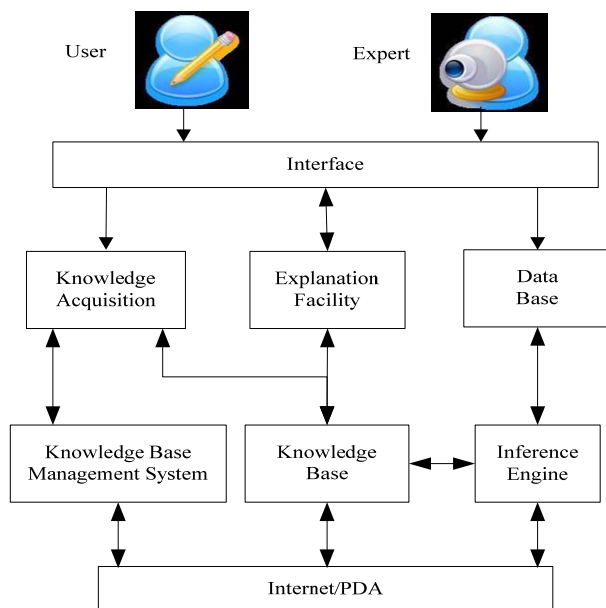 User
Expert
Interface
Knowledge
Acquisition
Explanation
Facility
Data
Base
Knowledge Base
Management System
Knowledge
Base
Inference
Engine
Internet/PDA